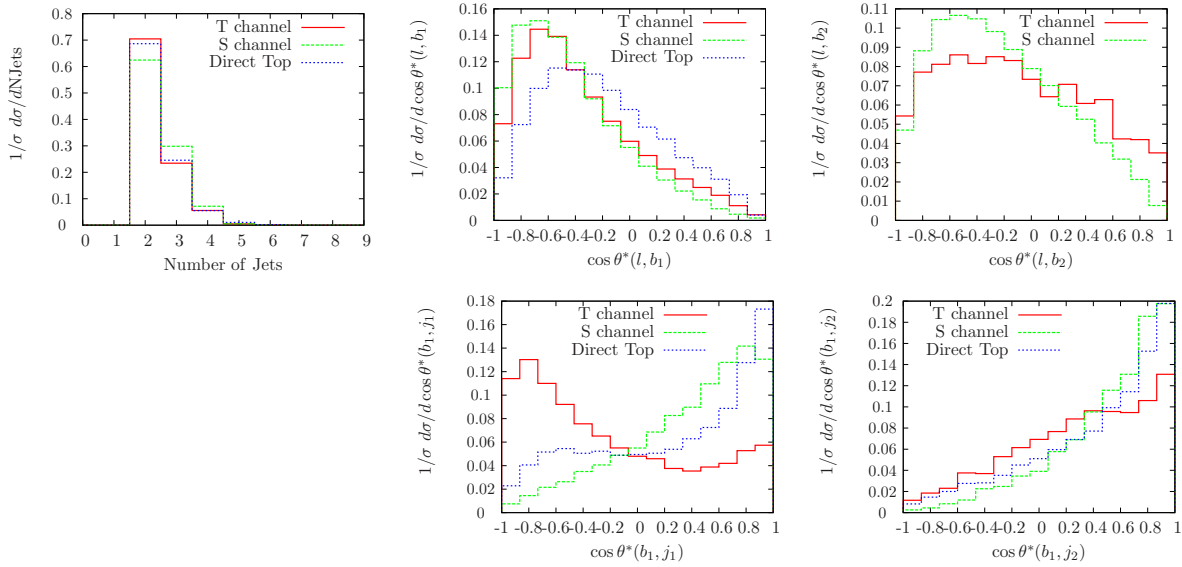 1/σ dσ/dNJets
0.8
0.7
0.6
0.5
0.4
0.3
0.2
0.1
0
T channel
S channel
Direct Top
0 1 2 3 4 5 6 7 8 9
Number of Jets
1/σ dσ/d cos θ*(l, b₁)
0.16
0.14
0.12
0.1
0.08
0.06
0.04
0.02
0
T channel
S channel
Direct Top
-1 -0.8 -0.6 -0.4 -0.2 0 0.2 0.4 0.6 0.8 1
cos θ*(l, b₁)
1/σ dσ/d cos θ*(l, b₂)
0.11
0.1
0.09
0.08
0.07
0.06
0.05
0.04
0.03
0.02
0.01
0
T channel
S channel
-1 -0.8 -0.6 -0.4 -0.2 0 0.2 0.4 0.6 0.8 1
cos θ*(l, b₂)
1/σ dσ/d cos θ*(b₁, j₁)
0.18
0.16
0.14
0.12
0.1
0.08
0.06
0.04
0.02
0
T channel
S channel
Direct Top
-1 -0.8 -0.6 -0.4 -0.2 0 0.2 0.4 0.6 0.8 1
cos θ*(b₁, j₁)
1/σ dσ/d cos θ*(b₁, j₂)
0.2
0.18
0.16
0.14
0.12
0.1
0.08
0.06
0.04
0.02
0
T channel
S channel
Direct Top
-1 -0.8 -0.6 -0.4 -0.2 0 0.2 0.4 0.6 0.8 1
cos θ*(b₁, j₂)